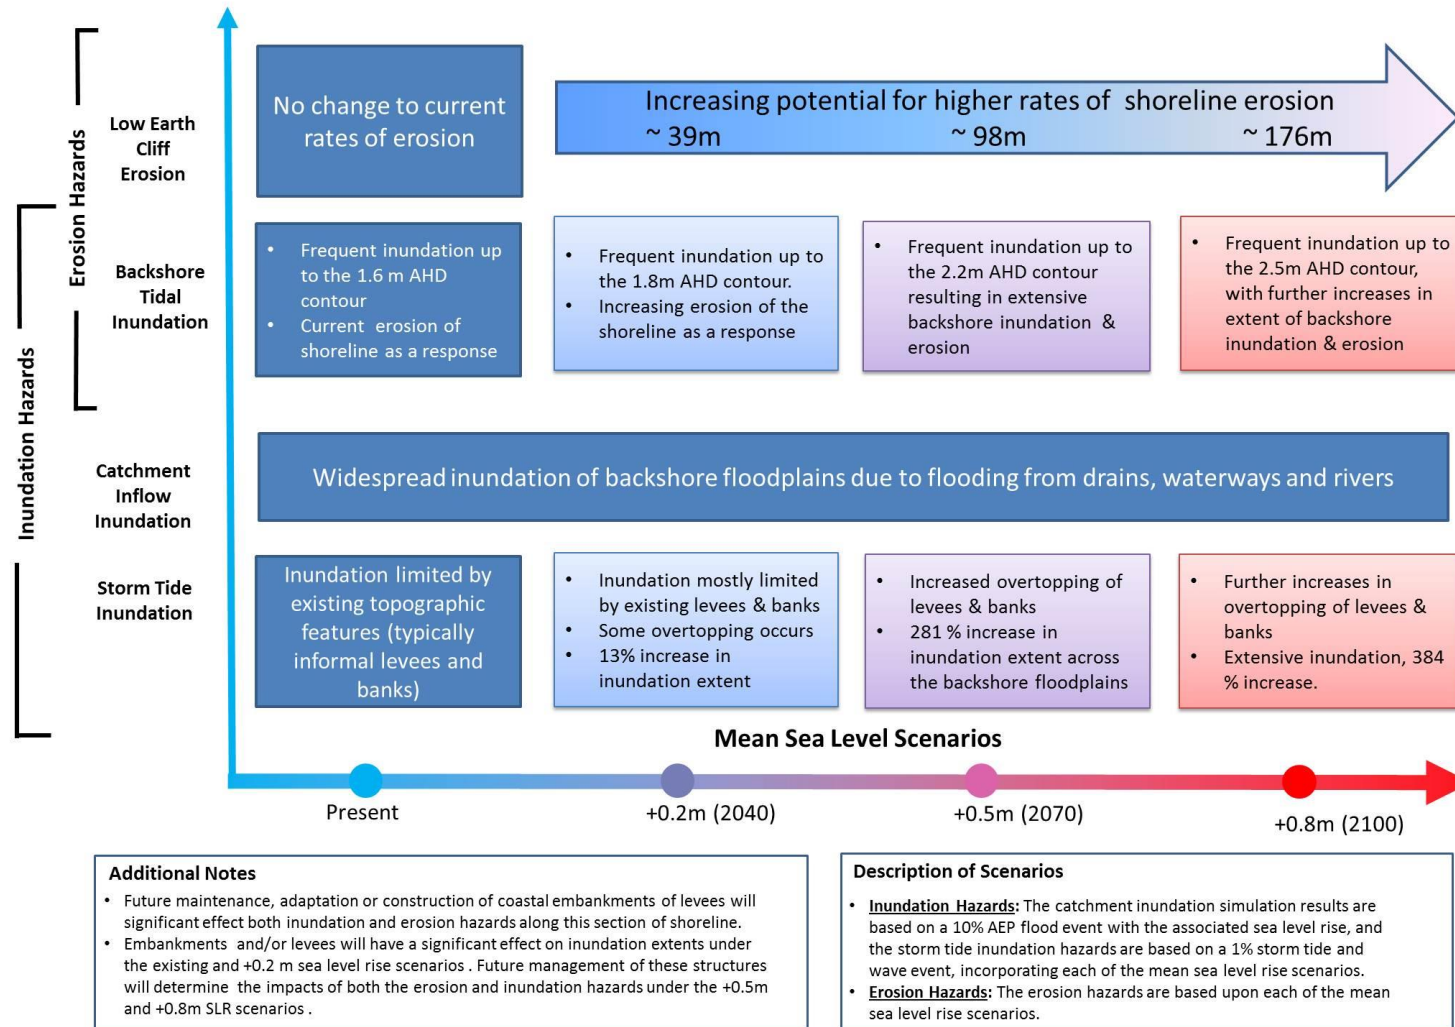 Inundation Hazards
Erosion Hazards
Low Earth
Cliff
Erosion
No change to current
rates of erosion
Increasing potential for higher rates of shoreline erosion
~ 39m ~ 98m ~ 176m
Backshore
Tidal
Inundation
• Frequent inundation up
to the 1.6 m AHD
contour
• Current erosion of
shoreline as a response
• Frequent inundation up to
the 1.8m AHD contour.
• Increasing erosion of the
shoreline as a response
• Frequent inundation up to
the 2.2m AHD contour
resulting in extensive
backshore inundation &
erosion
• Frequent inundation up to
the 2.5m AHD contour,
with further increases in
extent of backshore
inundation & erosion
Catchment
Inflow
Inundation
Widespread inundation of backshore floodplains due to flooding from drains, waterways and rivers
Storm Tide
Inundation
Inundation limited by
existing topographic
features (typically
informal levees and
banks)
• Inundation mostly limited
by existing levees & banks
• Some overtopping occurs
• 13% increase in
inundation extent
• Increased overtopping of
levees & banks
• 281 % increase in
inundation extent across
the backshore floodplains
• Further increases in
overtopping of levees &
banks
• Extensive inundation, 384
% increase.
Mean Sea Level Scenarios
Present
+0.2m (2040)
+0.5m (2070)
+0.8m (2100)
Additional Notes
• Future maintenance, adaptation or construction of coastal embankments of levees will
significant effect both inundation and erosion hazards along this section of shoreline.
• Embankments and/or levees will have a significant effect on inundation extents under
the existing and +0.2 m sea level rise scenarios . Future management of these structures
will determine the impacts of both the erosion and inundation hazards under the +0.5m
and +0.8m SLR scenarios .
Description of Scenarios
• Inundation Hazards: The catchment inundation simulation results are
based on a 10% AEP flood event with the associated sea level rise, and
the storm tide inundation hazards are based on a 1% storm tide and
wave event, incorporating each of the mean sea level rise scenarios.
• Erosion Hazards: The erosion hazards are based upon each of the mean
sea level rise scenarios.